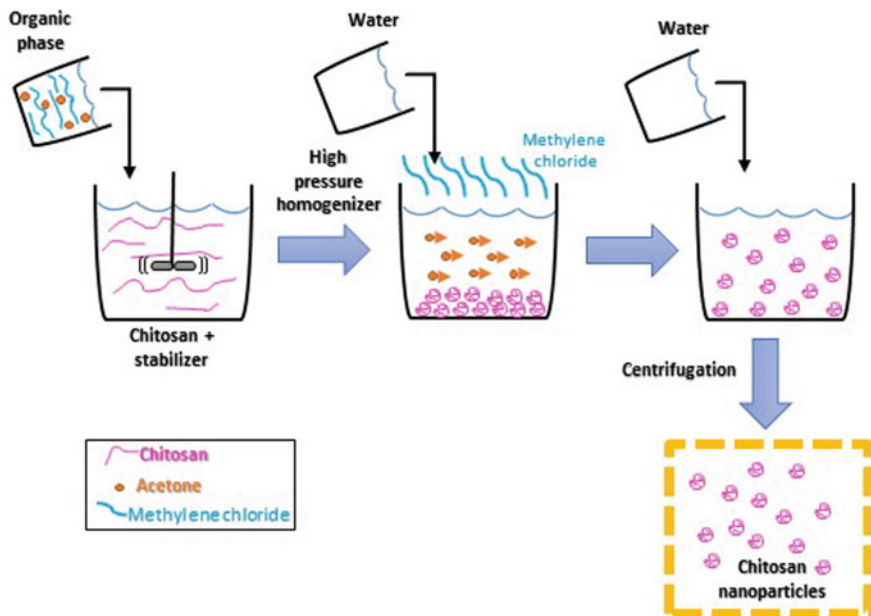 Organic
phase
Water
Water
High
pressure
homogenizer
Methylene
chloride
Chitosan +
stabilizer
Centrifugation
Chitosan
Acetone
Methylene chloride
Chitosan
nanoparticles